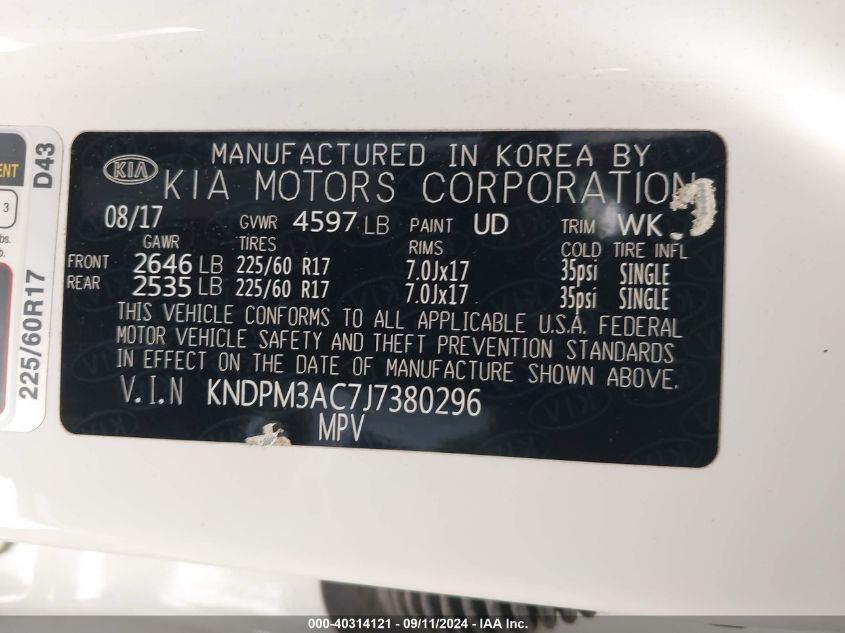 MANUFACTURED IN KOREA BY
KIA KIA MOTORS CORPORATION
08/17 GVWR 4597 LB PAINT UD TRIM WK
GAWR TIRES RIMS COLD TIRE INFL
FRONT 2646 LB 225/60 R17 7.0Jx17 35psi SINGLE
REAR 2535 LB 225/60 R17 7.0Jx17 35psi SINGLE
THIS VEHICLE CONFORMS TO ALL APPLICABLE U.S.A. FEDERAL
MOTOR VEHICLE SAFETY AND THEFT PREVENTION STANDARDS
IN EFFECT ON THE DATE OF MANUFACTURE SHOWN ABOVE.
V.I.N KNDPM3AC7J7380296
MPV
D43
225/60R17
3
000-40314121 - 09/11/2024 - IAA Inc.